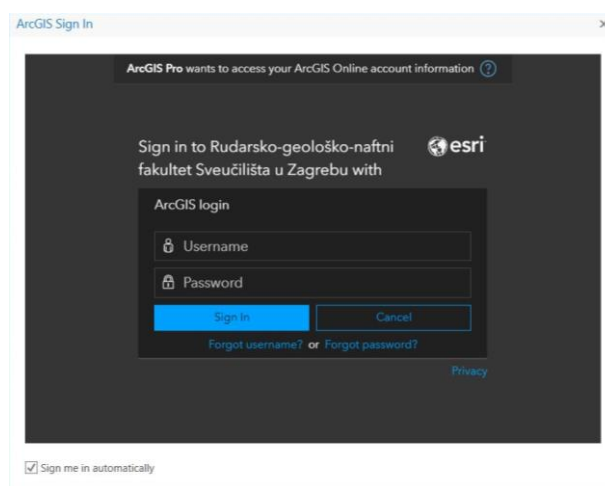 ArcGIS Sign In
ArcGIS Pro wants to access your ArcGIS Online account information ?
Sign in to Rudarsko-geološko-naftni
fakultet Sveučilišta u Zagrebu with
esri
ArcGIS login
Username
Password
Sign In Cancel
Forgot username? or Forgot password?
Privacy
Sign me in automatically